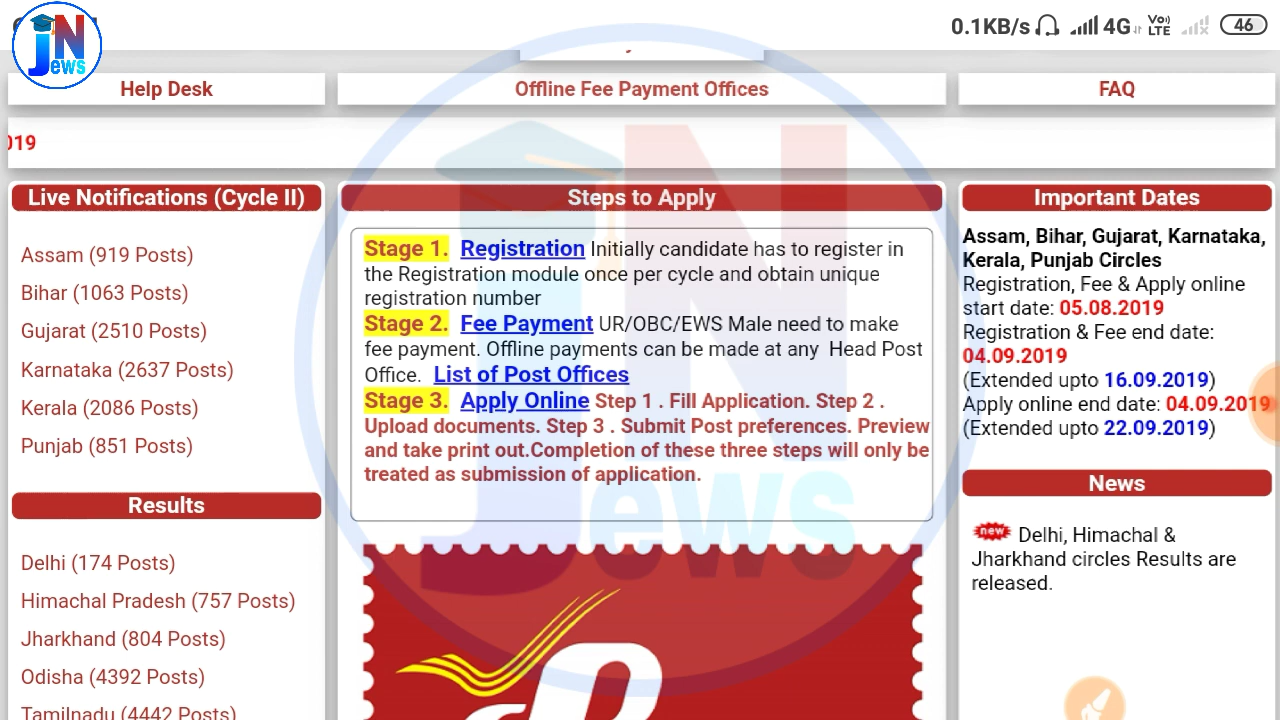 JN
ews
0.1KB/s 4G Vo) LTE 46
Help Desk
Offline Fee Payment Offices
FAQ
019
Live Notifications (Cycle II)
Assam (919 Posts)
Bihar (1063 Posts)
Gujarat (2510 Posts)
Karnataka (2637 Posts)
Kerala (2086 Posts)
Punjab (851 Posts)
Results
Delhi (174 Posts)
Himachal Pradesh (757 Posts)
Jharkhand (804 Posts)
Odisha (4392 Posts)
Tamilnadu (4442 Posts)
Steps to Apply
Stage 1. Registration Initially candidate has to register in
the Registration module once per cycle and obtain unique
registration number
Stage 2. Fee Payment UR/OBC/EWS Male need to make
fee payment. Offline payments can be made at any Head Post
Office. List of Post Offices
Stage 3. Apply Online Step 1 . Fill Application. Step 2 .
Upload documents. Step 3 . Submit Post preferences. Preview
and take print out.Completion of these three steps will only be
treated as submission of application.
JN
ews
Important Dates
Assam, Bihar, Gujarat, Karnataka,
Kerala, Punjab Circles
Registration, Fee & Apply online
start date: 05.08.2019
Registration & Fee end date:
04.09.2019
(Extended upto 16.09.2019)
Apply online end date: 04.09.2019
(Extended upto 22.09.2019)
News
new Delhi, Himachal &
Jharkhand circles Results are
released.